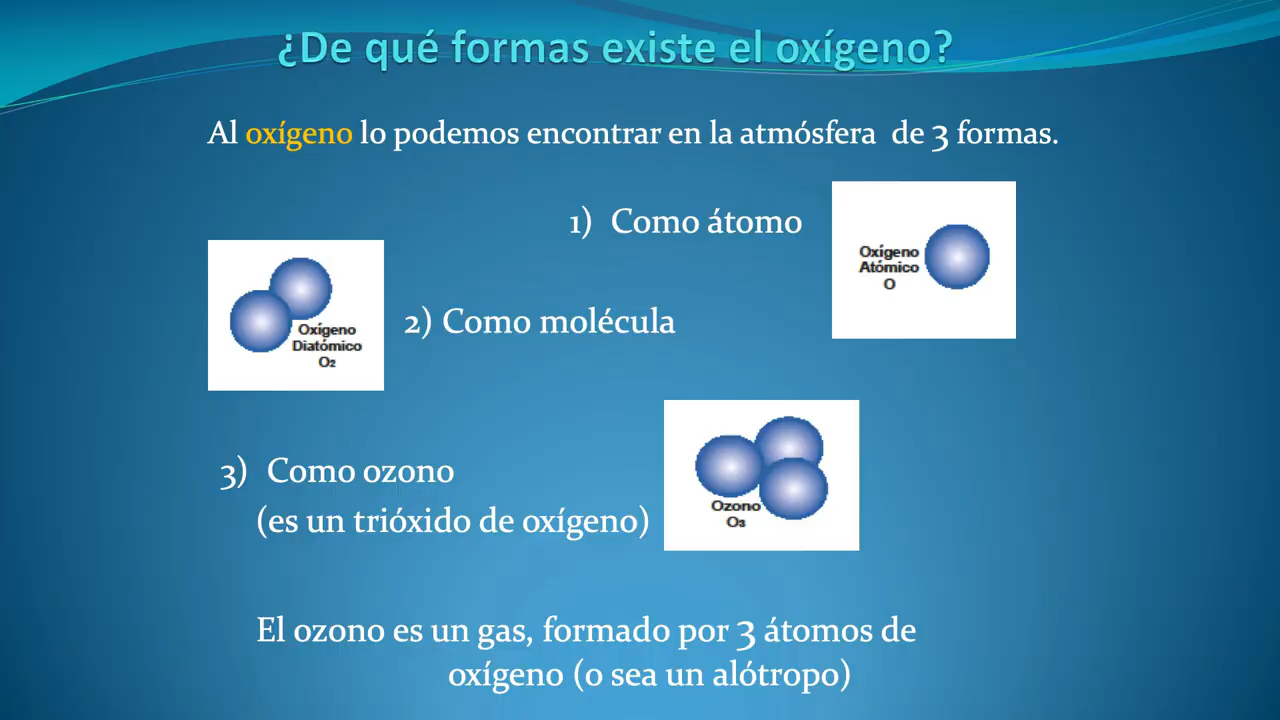 ¿De qué formas existe el oxígeno?
Al oxígeno lo podemos encontrar en la atmósfera de 3 formas.
1) Como átomo
Oxígeno
Atómico
O
2) Como molécula
Oxígeno
Diatómico
O₂
3) Como ozono
(es un trióxido de oxígeno)
Ozono
O₃
El ozono es un gas, formado por 3 átomos de
oxígeno (o sea un alótropo)